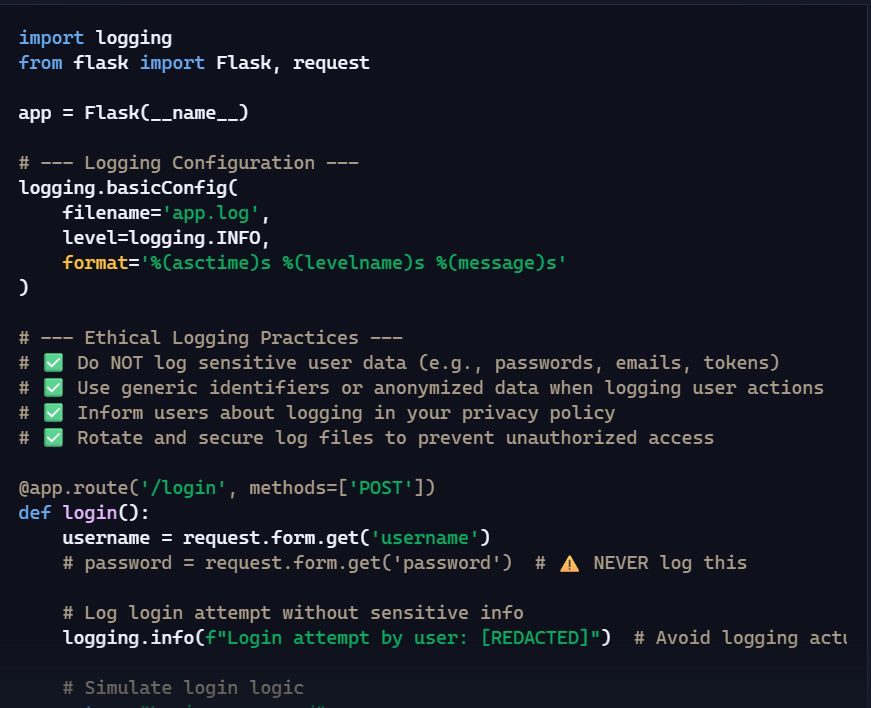 import logging
from flask import Flask, request
app = Flask(__name__)
# --- Logging Configuration ---
logging.basicConfig(
filename='app.log',
level=logging.INFO,
format='%(asctime)s %(levelname)s %(message)s'
)
# --- Ethical Logging Practices ---
# ✅ Do NOT log sensitive user data (e.g., passwords, emails, tokens)
# ✅ Use generic identifiers or anonymized data when logging user actions
# ✅ Inform users about logging in your privacy policy
# ✅ Rotate and secure log files to prevent unauthorized access
@app.route('/login', methods=['POST'])
def login():
username = request.form.get('username')
# password = request.form.get('password')  # ⚠️ NEVER log this
# Log login attempt without sensitive info
logging.info(f"Login attempt by user: [REDACTED]")  # Avoid logging
# Simulate login logic